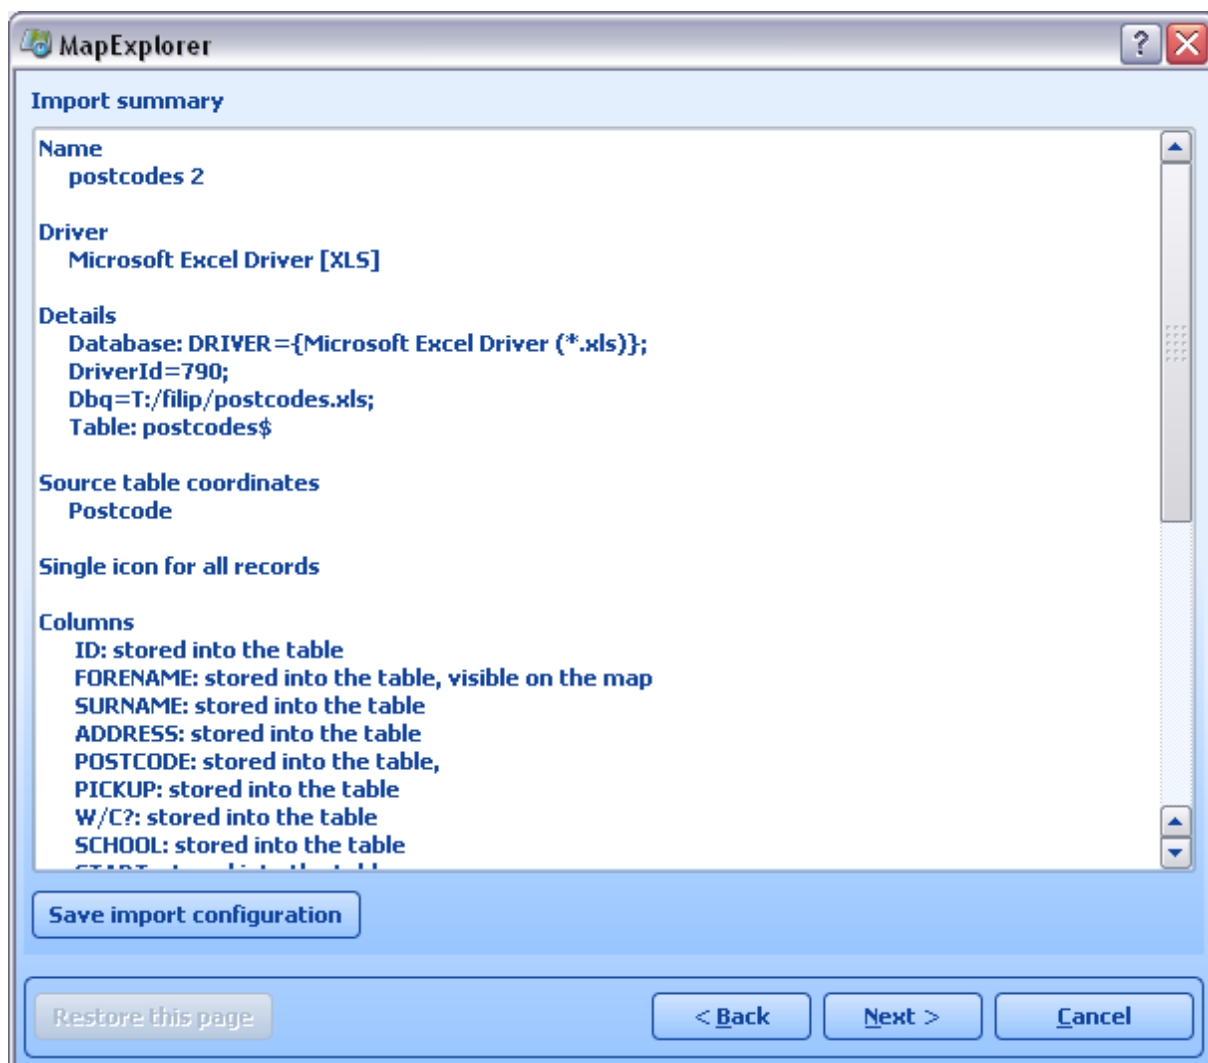 MapExplorer
Import summary
Name
postcodes 2
Driver
Microsoft Excel Driver [XLS]
Details
Database: DRIVER={Microsoft Excel Driver (*.xls)};
DriverId=790;
Dbq=T:/filip/postcodes.xls;
Table: postcodes$
Source table coordinates
Postcode
Single icon for all records
Columns
ID: stored into the table
FORENAME: stored into the table, visible on the map
SURNAME: stored into the table
ADDRESS: stored into the table
POSTCODE: stored into the table,
PICKUP: stored into the table
W/C?: stored into the table
SCHOOL: stored into the table
Save import configuration
Restore this page
< Back
Next >
Cancel